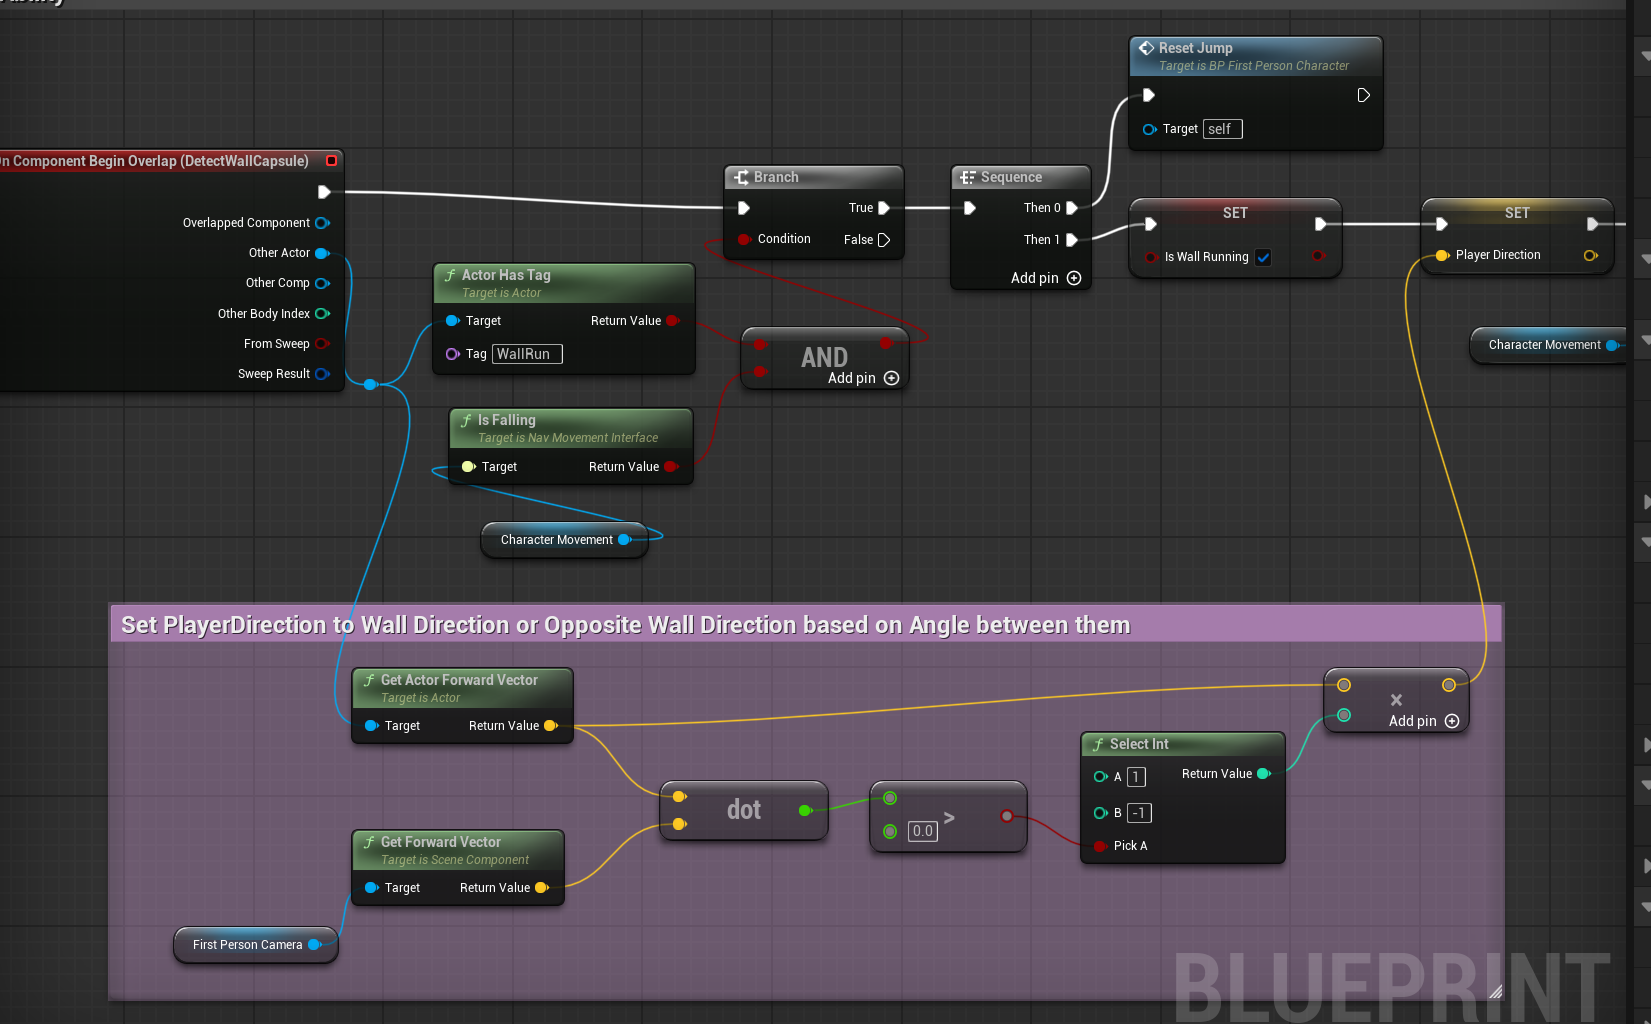 Reset Jump
Target is BP First Person Character
Target self
On Component Begin Overlap (DetectWallCapsule)
Overlapped Component
Other Actor
Other Comp
Other Body Index
From Sweep
Sweep Result
Branch
True
Condition
False
Sequence
Then 0
Then 1
Add pin
SET
Is Wall Running
SET
Player Direction
Actor Has Tag
Target is Actor
Target
Return Value
Tag WallRun
AND
Add pin
Character Movement
Is Falling
Target is Nav Movement Interface
Target
Return Value
Character Movement
Set PlayerDirection to Wall Direction or Opposite Wall Direction based on Angle between them
Get Actor Forward Vector
Target is Actor
Target
Return Value
×
Add pin
Select Int
A 1
Return Value
B -1
Pick A
dot
>
0.0
Get Forward Vector
Target is Scene Component
Target
Return Value
First Person Camera
BLUEPRINT